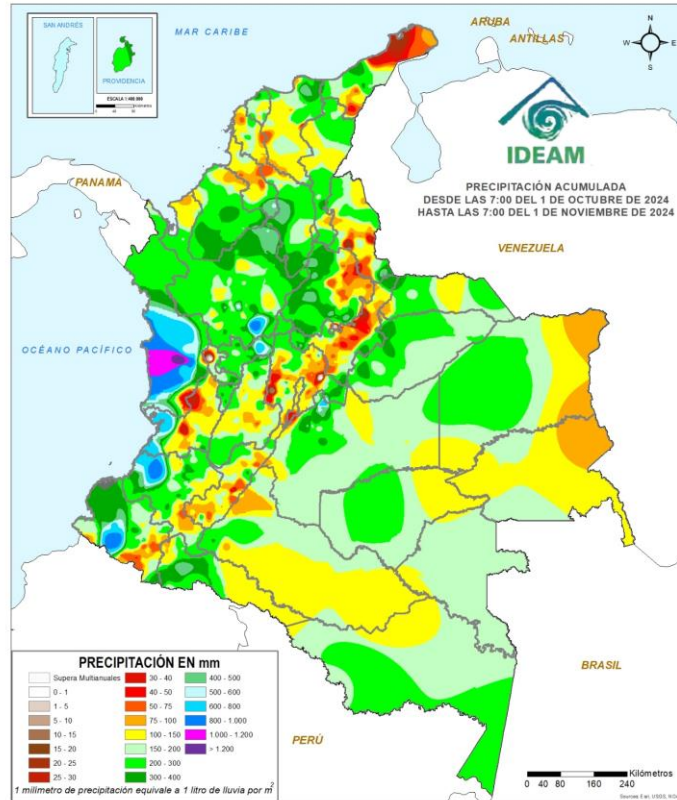 SAN ANDRÉS
PROVIDENCIA
MAR CARIBE
ARUBA
ANTILLAS
N
W
E
S
IDEAM
PANAMÁ
PRECIPITACIÓN ACUMULADA
DESDE LAS 7:00 DEL 1 DE OCTUBRE DE 2024
HASTA LAS 7:00 DEL 1 DE NOVIEMBRE DE 2024
VENEZUELA
OCÉANO PACÍFICO
BRASIL
PERÚ
PRECIPITACIÓN EN mm
Supera Multianuales 30 - 40 400 - 500
0 - 1 40 - 50 500 - 600
1 - 5 50 - 75 600 - 800
5 - 10 75 - 100 800 - 1.000
10 - 15 100 - 150 1.000 - 1.200
15 - 20 150 - 200 > 1.200
20 - 25 200 - 300
25 - 30 300 - 400
1 milímetro de precipitación equivale a 1 litro de lluvia por m²
Kilómetros
0 40 80 160 240